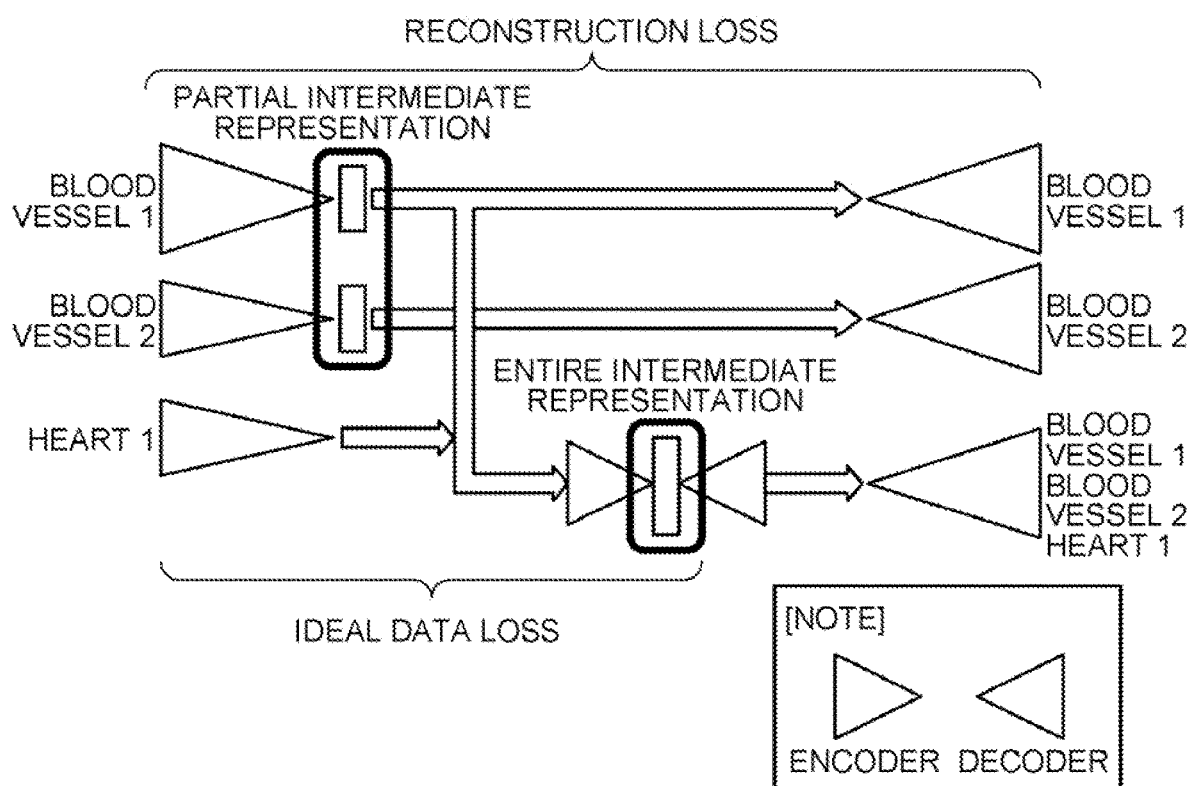 RECONSTRUCTION LOSS
PARTIAL INTERMEDIATE
REPRESENTATION
BLOOD
VESSEL 1
BLOOD
VESSEL 1
BLOOD
VESSEL 2
BLOOD
VESSEL 2
ENTIRE INTERMEDIATE
REPRESENTATION
HEART 1
BLOOD
VESSEL 1
BLOOD
VESSEL 2
HEART 1
IDEAL DATA LOSS
[NOTE]
ENCODER DECODER